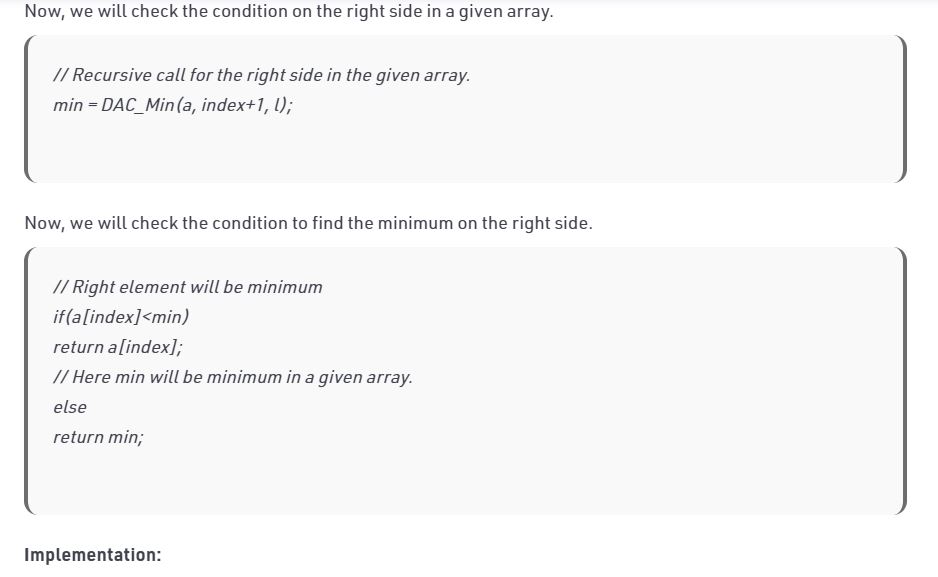 Now, we will check the condition on the right side in a given array.
// Recursive call for the right side in the given array.
min = DAC_Min(a, index+1, l);
Now, we will check the condition to find the minimum on the right side.
// Right element will be minimum
if(a[index]<min)
return a[index];
// Here min will be minimum in a given array.
else
return min;
Implementation: